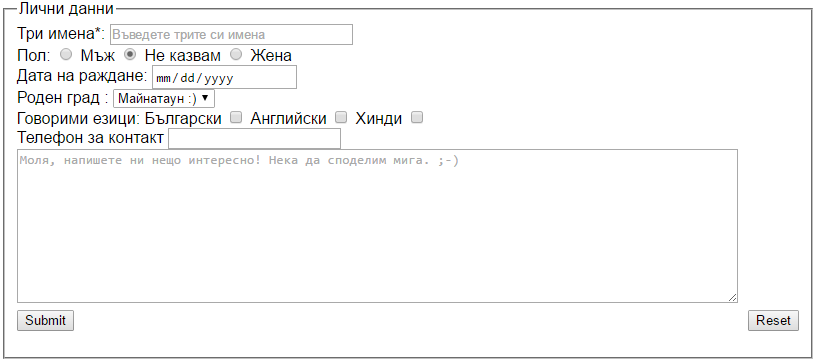 Лични данни
Три имена*: Въведете трите си имена
Пол: Мъж Не казвам Жена
Дата на раждане: mm/dd/yyyy
Роден град : Майнатаун :)
Говорими езици: Български Английски Хинди
Телефон за контакт
Моля, напишете ни нещо интересно! Нека да споделим мига. ;-)
Submit Reset